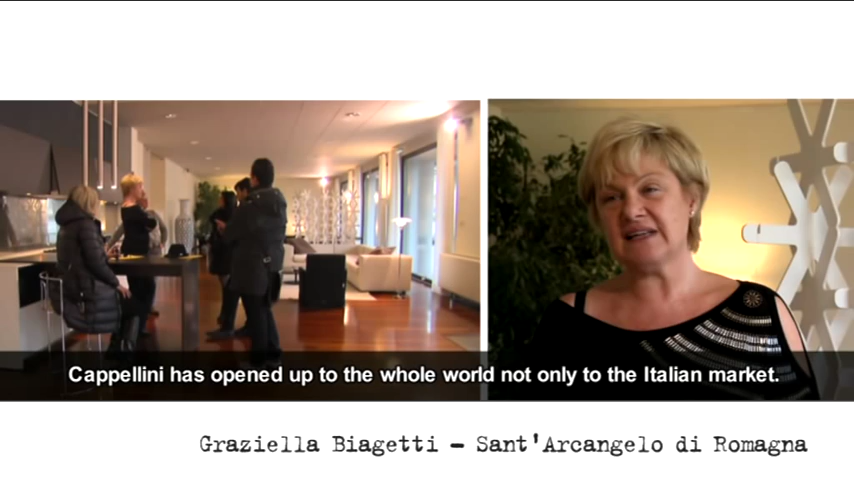 Cappellini has opened up to the whole world not only to the Italian market.
Graziella Biagetti – Sant'Arcangelo di Romagna